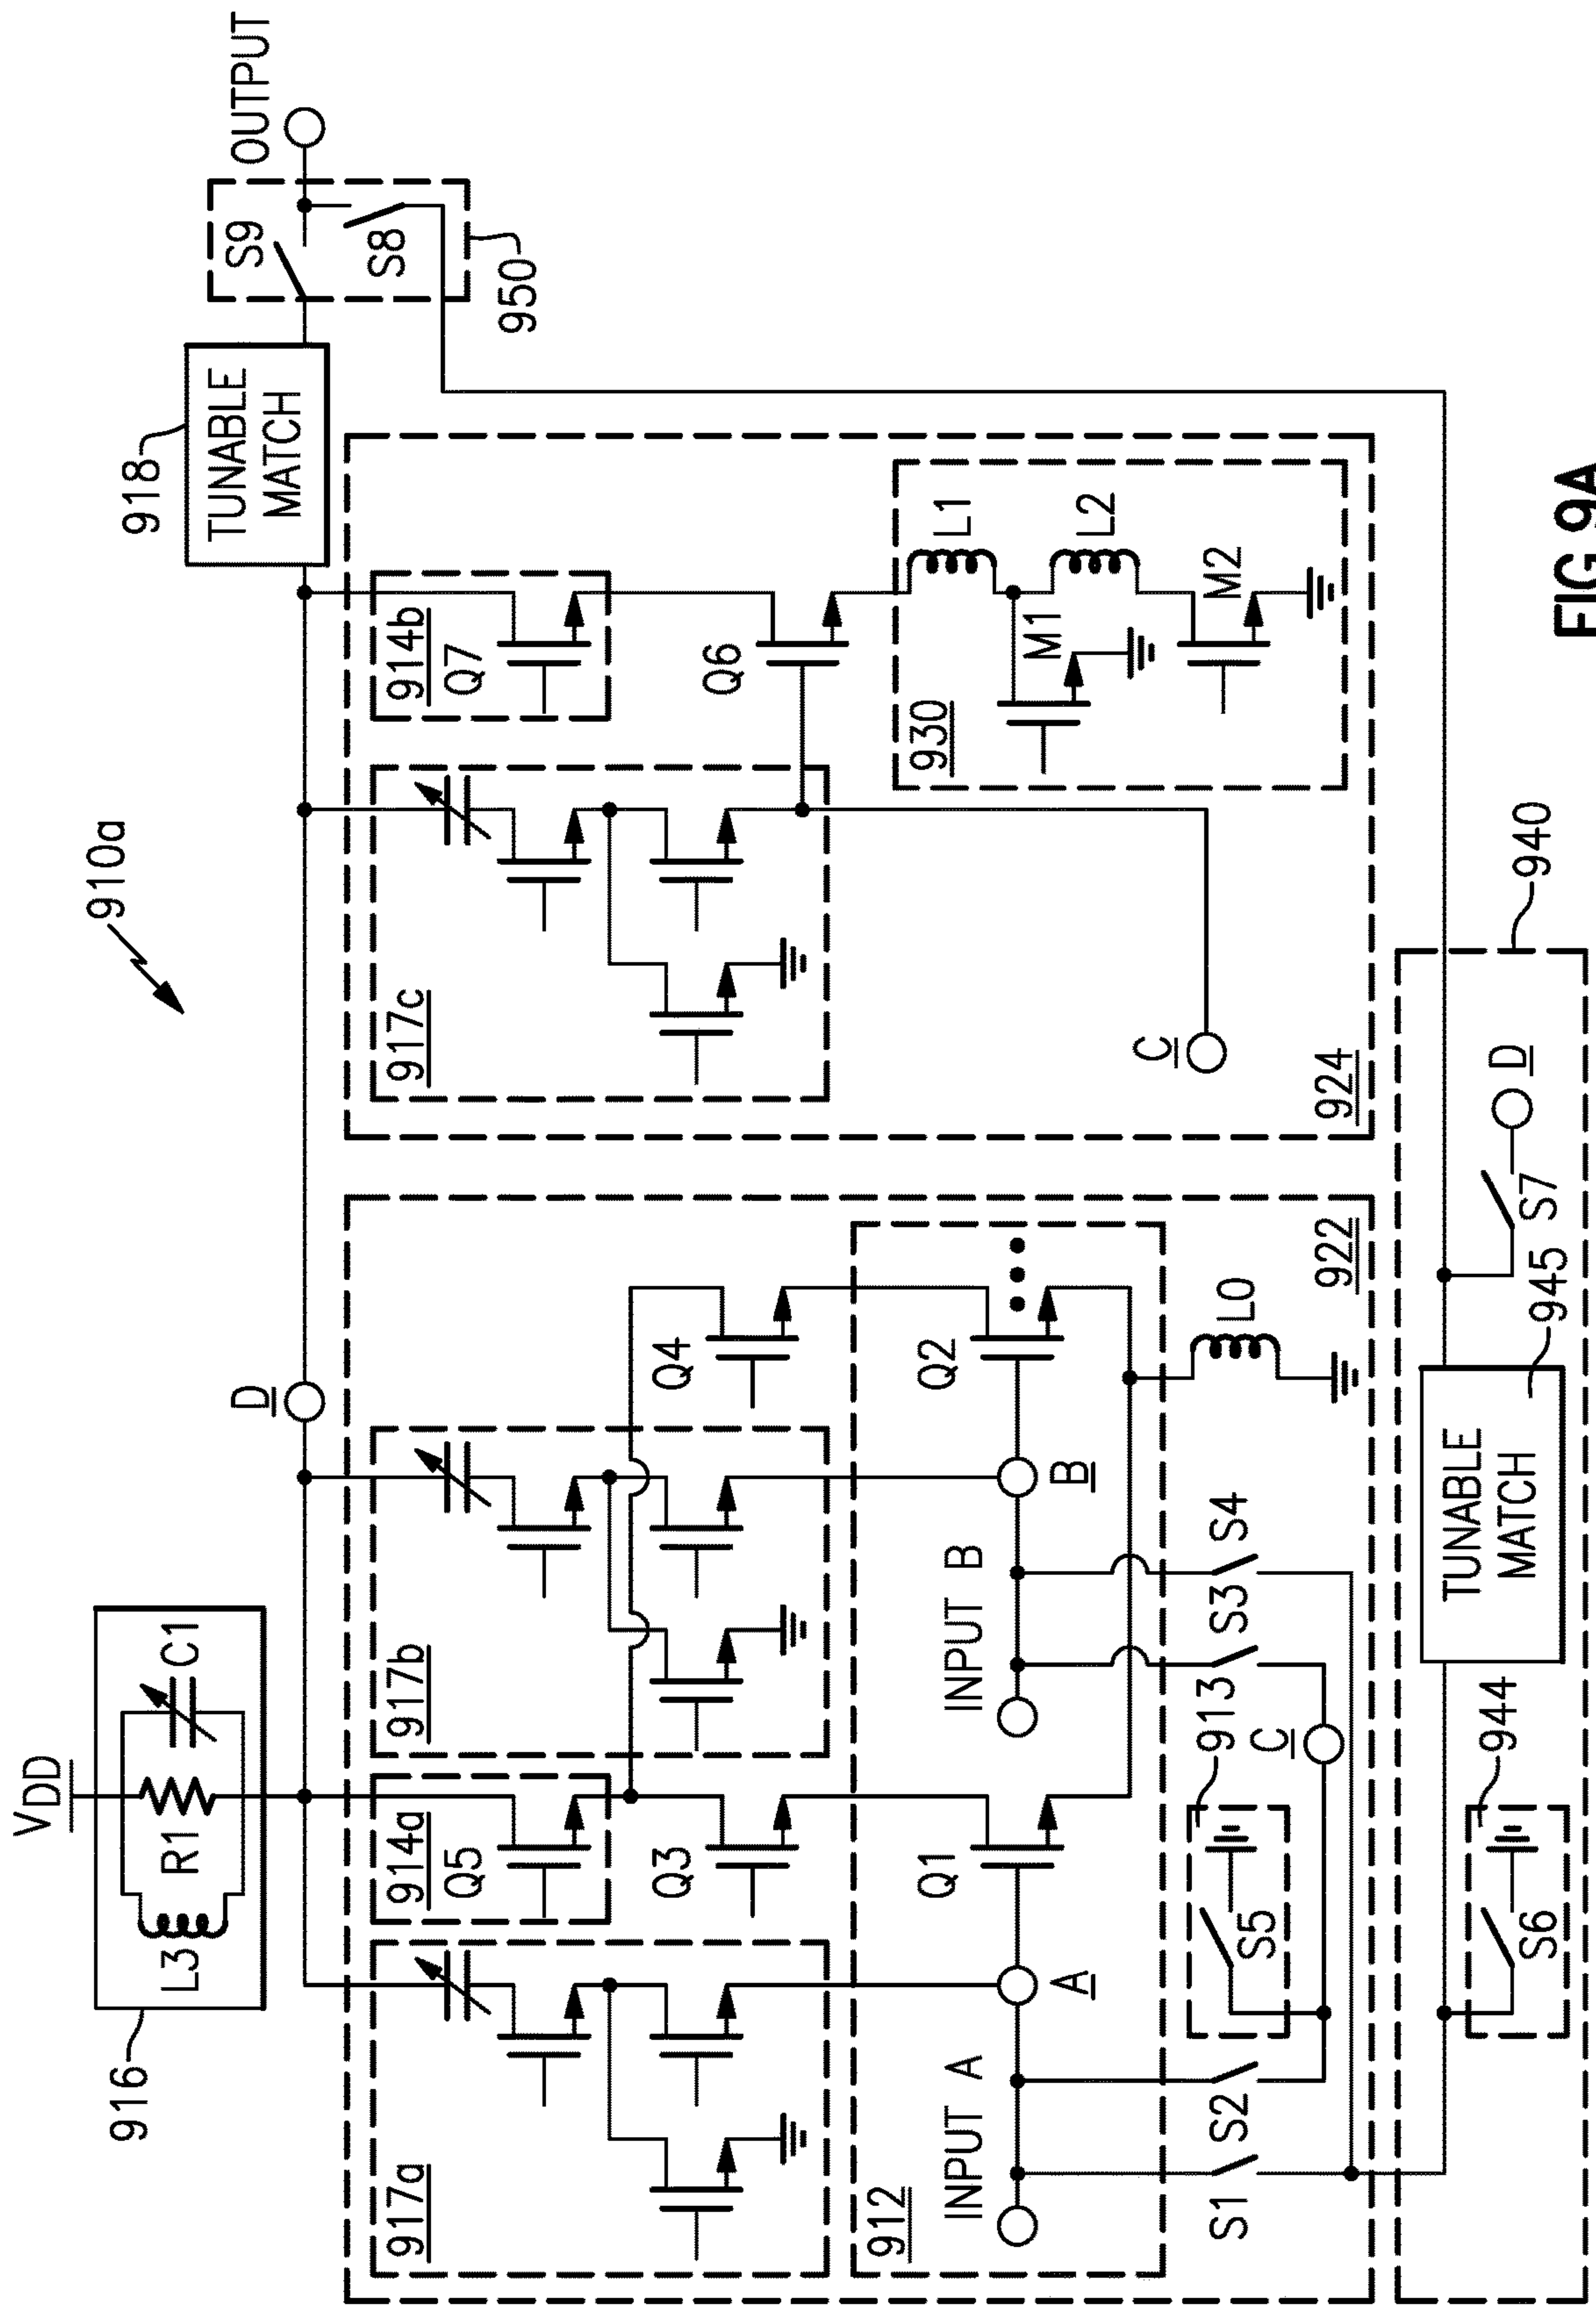 910a
V_DD
916
L3
R1
C1
D
918
TUNABLE
MATCH
S9
S8
OUTPUT
950
917a
914a
Q5
917b
Q3
Q4
917c
914b
Q7
Q6
912
INPUT A
A
Q1
INPUT B
B
Q2
930
M1
L1
L2
M2
S1
S2
S5
913
C
S3
S4
L0
922
C
924
S6
944
TUNABLE
MATCH
945
S7
D
940
FIG.9A